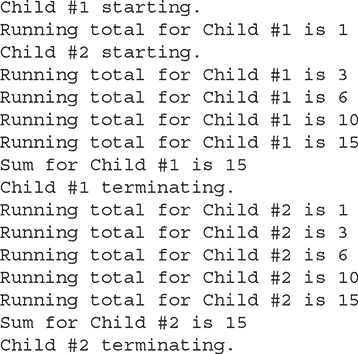 Child #1 starting.
Running total for Child #1 is 1
Child #2 starting.
Running total for Child #1 is 3
Running total for Child #1 is 6
Running total for Child #1 is 10
Running total for Child #1 is 15
Sum for Child #1 is 15
Child #1 terminating.
Running total for Child #2 is 1
Running total for Child #2 is 3
Running total for Child #2 is 6
Running total for Child #2 is 10
Running total for Child #2 is 15
Sum for Child #2 is 15
Child #2 terminating.